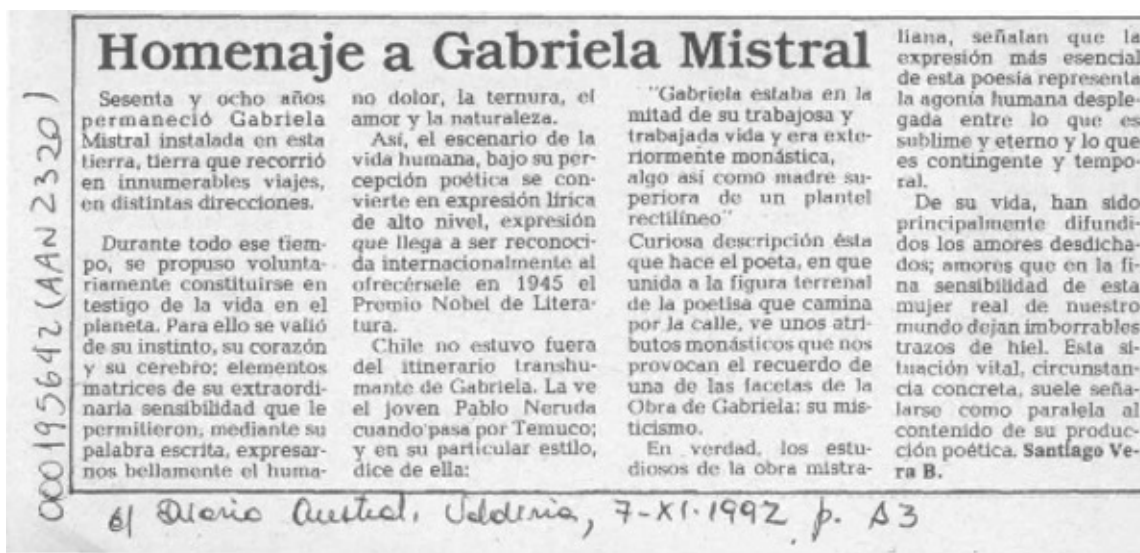 Homenaje a Gabriela Mistral
Sesenta y ocho años
permaneció Gabriela
Mistral instalada en esta
tierra, tierra que recorrió
en innumerables viajes,
en distintas direcciones.
Durante todo ese tiem-
po, se propuso volunta-
riamente constituirse en
testigo de la vida en el
planeta. Para ello se valió
de su instinto, su corazón
y su cerebro; elementos
matrices de su extraordi-
naria sensibilidad que le
permitieron, mediante su
palabra escrita, expresar-
nos bellamente el huma-
no dolor, la ternura, el
amor y la naturaleza.
Así, el escenario de la
vida humana, bajo su per-
cepción poética se con-
vierte en expresión lírica
de alto nivel, expresión
que llega a ser reconoci-
da internacionalmente al
ofrecérsele en 1945 el
Premio Nobel de Litera-
tura.
Chile no estuvo fuera
del itinerario transhu-
mante de Gabriela. La ve
el joven Pablo Neruda
cuando pasa por Temuco;
y en su particular estilo,
dice de ella:
"Gabriela estaba en la
mitad de su trabajosa y
trabajada vida y era exte-
riormente monástica,
algo así como madre su-
periora de un plantel
rectilíneo"
Curiosa descripción ésta
que hace el poeta, en que
unida a la figura terrenal
de la poetisa que camina
por la calle, ve unos atri-
butos monásticos que nos
provocan el recuerdo de
una de las facetas de la
Obra de Gabriela: su mis-
ticismo.
En verdad, los estu-
diosos de la obra mistra-
liana, señalan que la
expresión más esencial
de esta poesía representa
la agonía humana desple-
gada entre lo que es
sublime y eterno y lo que
es contingente y tempo-
ral.
De su vida, han sido
principalmente difundi-
dos los amores desdicha-
dos; amores que en la fi-
na sensibilidad de esta
mujer real de nuestro
mundo dejan imborrables
trazos de hiel. Esta si-
tuación vital, circunstan-
cia concreta, suele seña-
larse como paralela al
contenido de su produc-
ción poética. Santiago Ve-
ra B.
000195642 (AAN 2320)
El Diario Austral, Valdivia, 7-XI-1992 p. A3